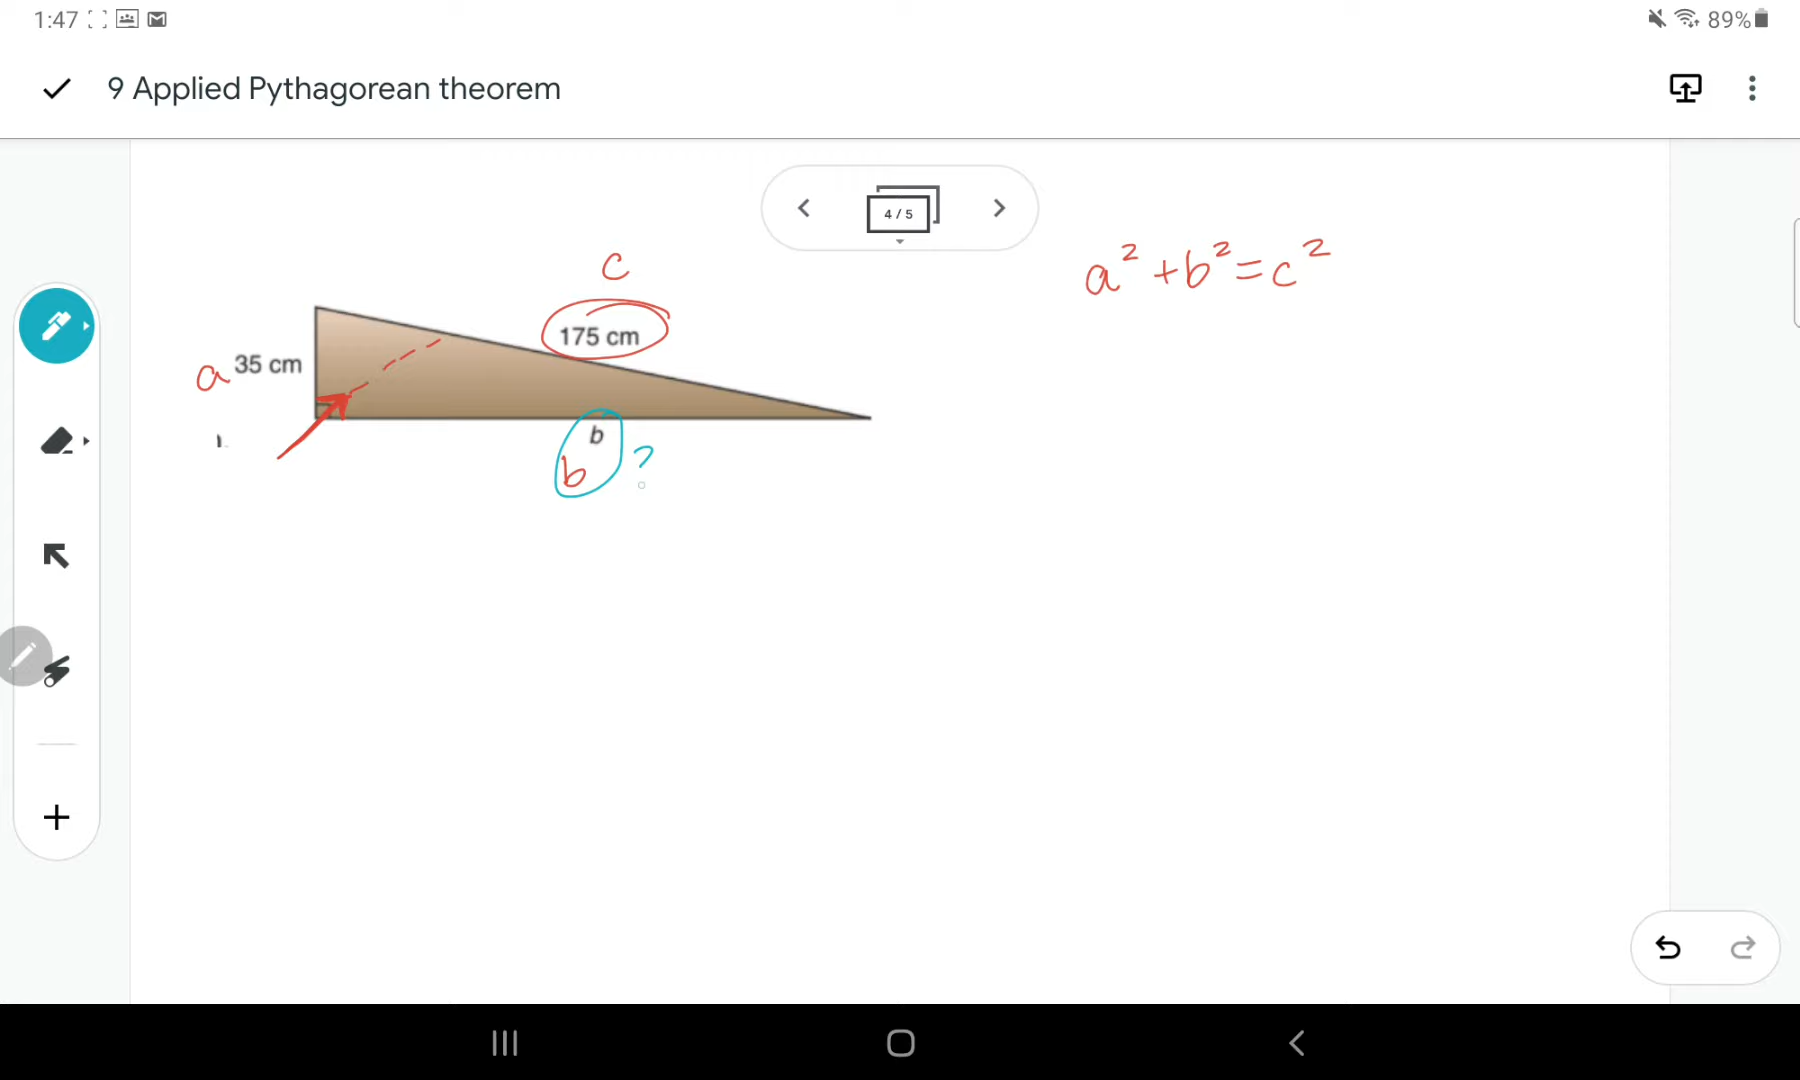 1:47 89%
9 Applied Pythagorean theorem
4 / 5
c
a² + b² = c²
175 cm
a 35 cm
b
b ?